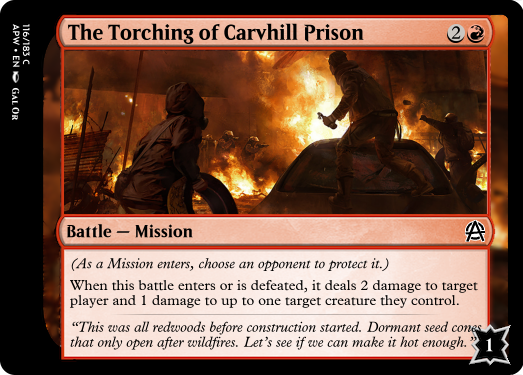 The Torching of Carvhill Prison 2
Battle — Mission
(As a Mission enters, choose an opponent to protect it.)
When this battle enters or is defeated, it deals 2 damage to target
player and 1 damage to up to one target creature they control.
"This was all redwoods before construction started. Dormant seed cones
that only open after wildfires. Let's see if we can make it hot enough."
1
116/183 C
APW • EN Gal Or